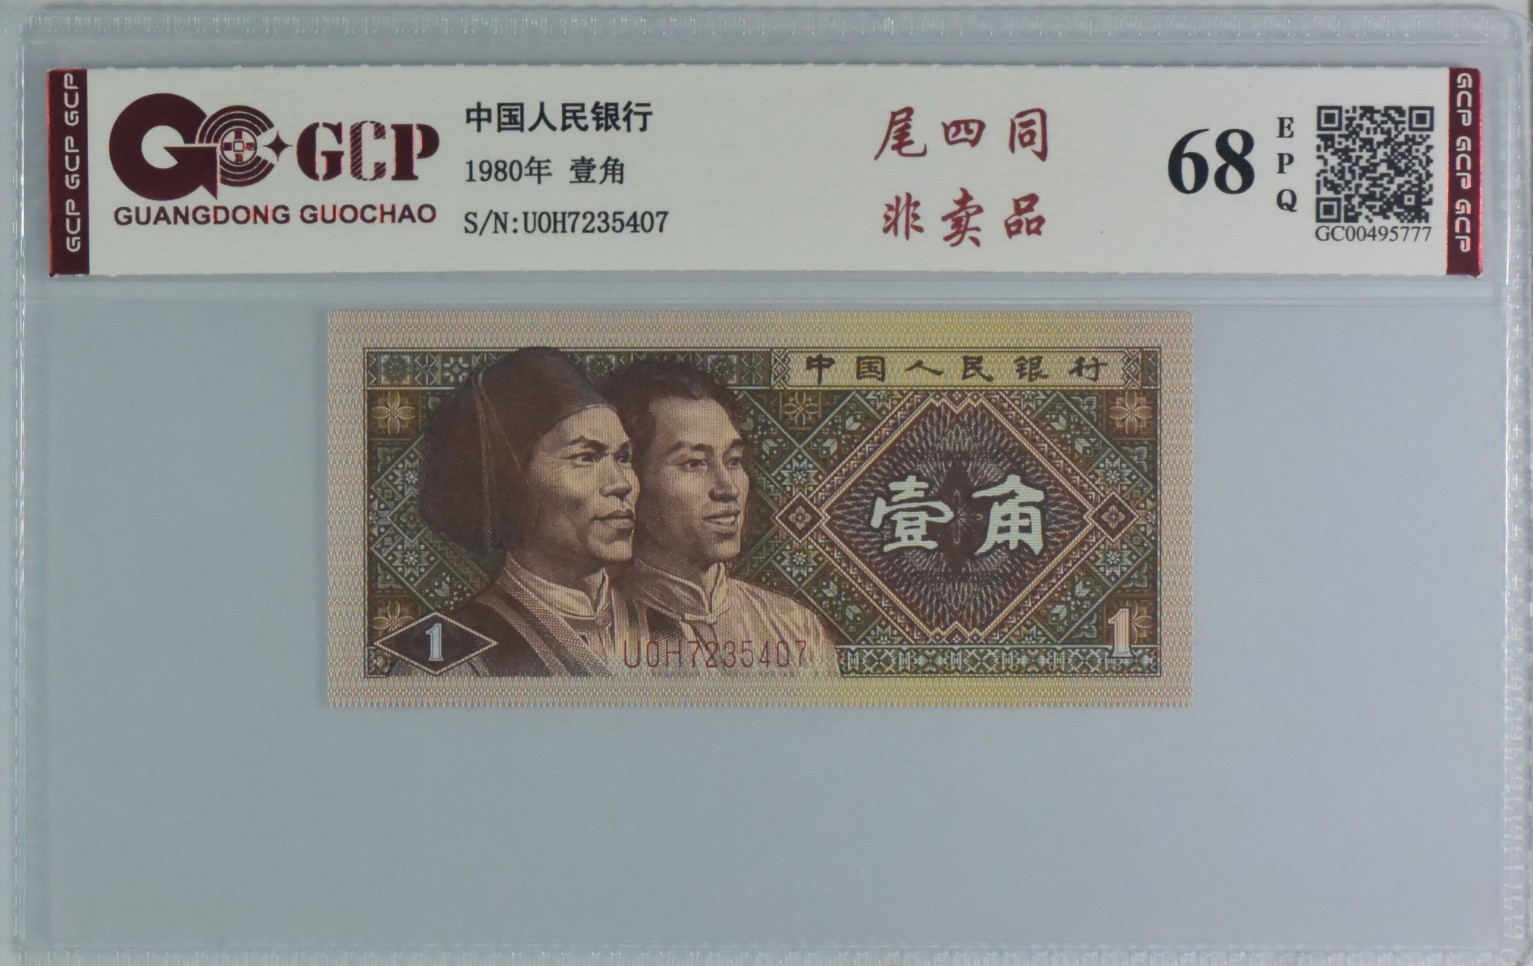 GCP GCP GCP
GCP
GUANGDONG GUOCHAO
中国人民银行
1980年 壹角
S/N:U0H7235407
尾四同
非卖品
68
EPQ
GC00495777
GCP GCP GCP
中国人民银行
壹角
1
U0H7235407
1